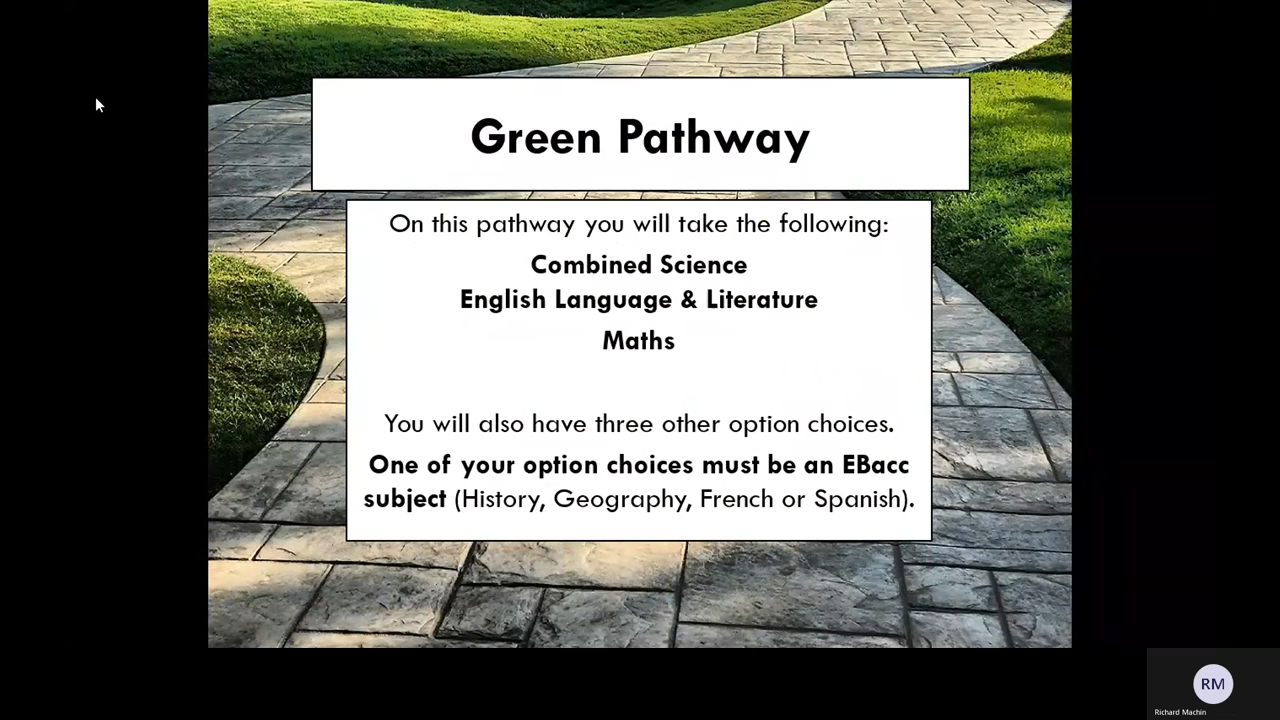 Green Pathway
On this pathway you will take the following:
Combined Science
English Language & Literature
Maths
You will also have three other option choices.
One of your option choices must be an EBacc
subject (History, Geography, French or Spanish).
RM
Richard Machin